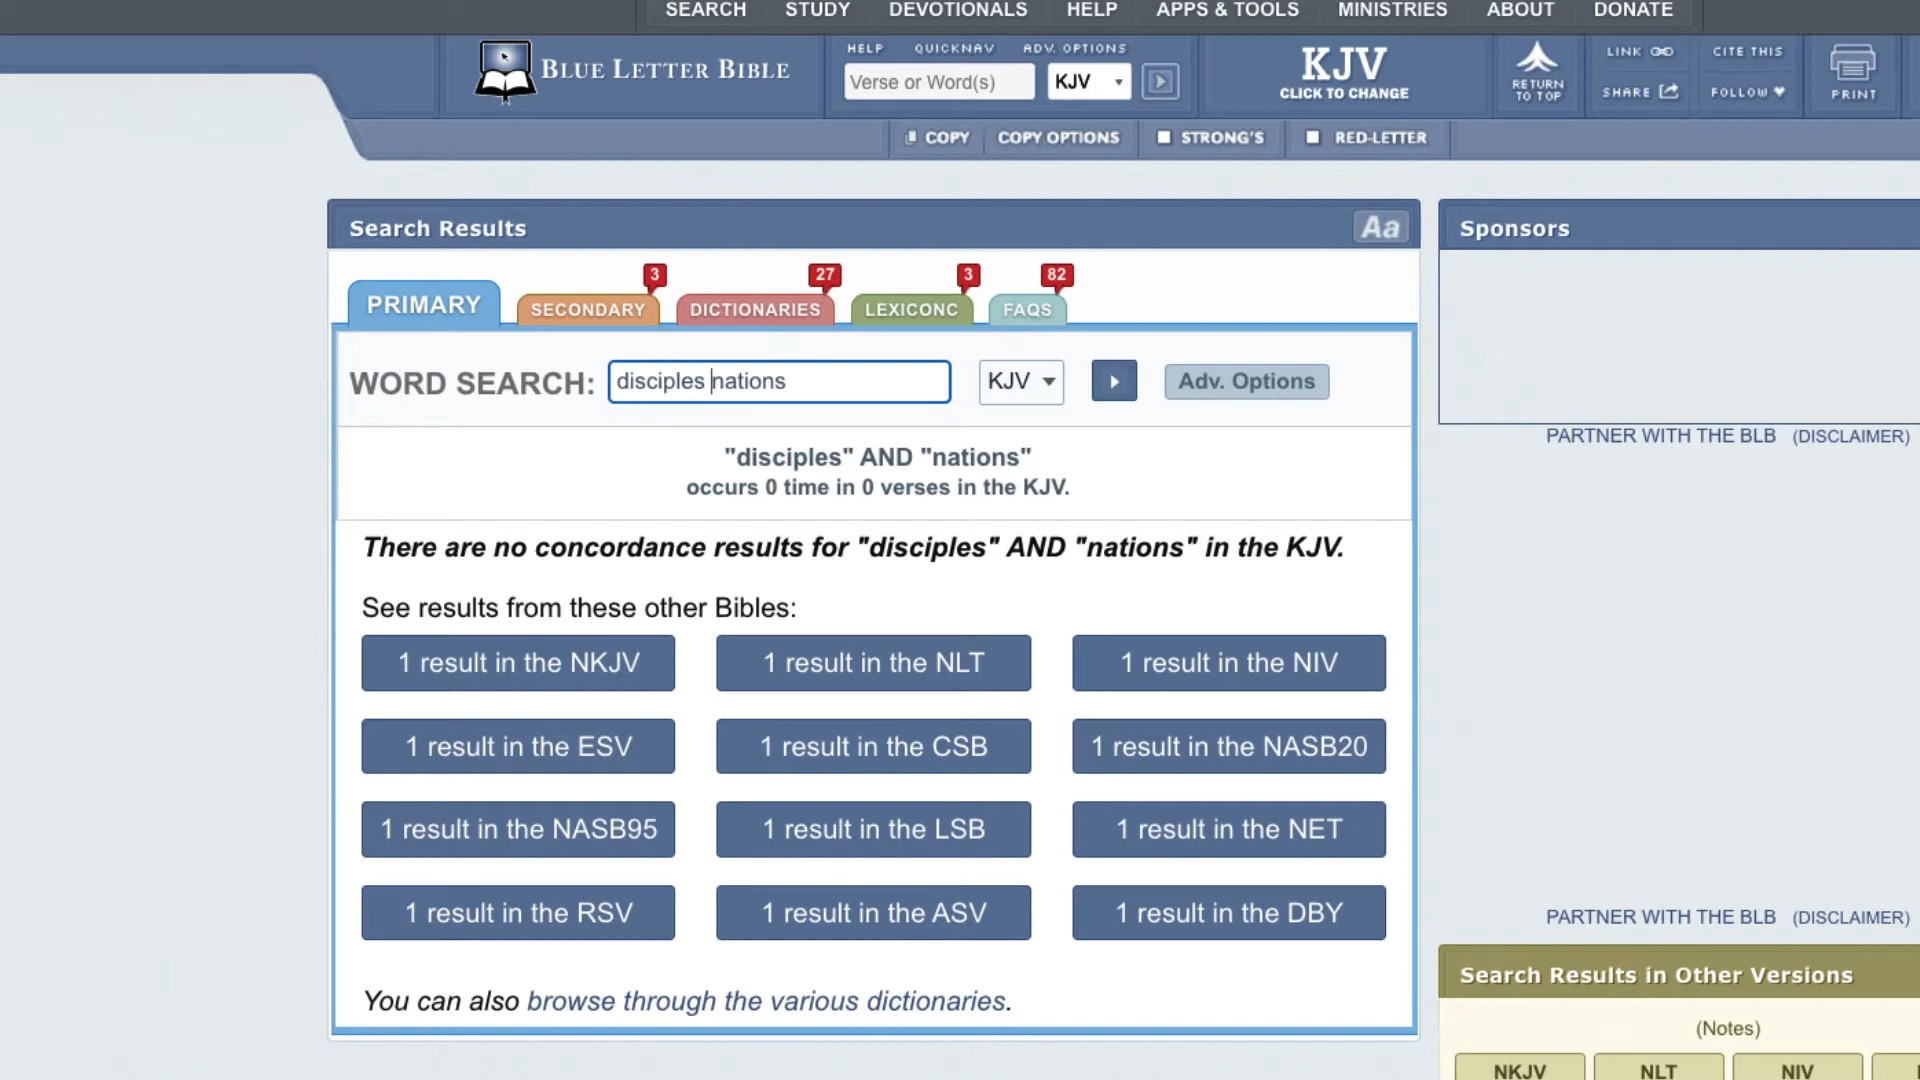 SEARCH STUDY DEVOTIONALS HELP APPS & TOOLS MINISTRIES ABOUT DONATE
BLUE LETTER BIBLE
HELP QUICKNAV ADV. OPTIONS
Verse or Word(s) KJV
KJV
CLICK TO CHANGE
RETURN
TO TOP
LINK
SHARE
CITE THIS
FOLLOW
PRINT
COPY COPY OPTIONS STRONG'S RED-LETTER
Search Results Aa
3 27 3 82
PRIMARY SECONDARY DICTIONARIES LEXICONC FAQS
WORD SEARCH: disciples nations KJV Adv. Options
"disciples" AND "nations"
occurs 0 time in 0 verses in the KJV.
There are no concordance results for "disciples" AND "nations" in the KJV.
See results from these other Bibles:
1 result in the NKJV 1 result in the NLT 1 result in the NIV
1 result in the ESV 1 result in the CSB 1 result in the NASB20
1 result in the NASB95 1 result in the LSB 1 result in the NET
1 result in the RSV 1 result in the ASV 1 result in the DBY
You can also browse through the various dictionaries.
Sponsors
PARTNER WITH THE BLB (DISCLAIMER)
PARTNER WITH THE BLB (DISCLAIMER)
Search Results in Other Versions
(Notes)
NKJV NLT NIV